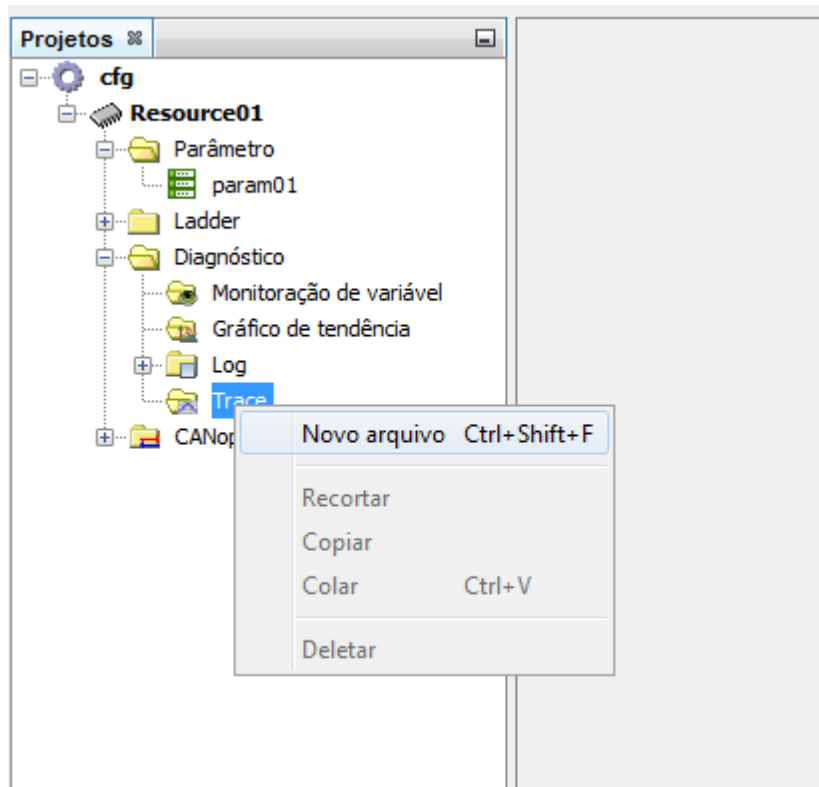 Projetos
cfg
Resource01
Parâmetro
param01
Ladder
Diagnóstico
Monitoração de variável
Gráfico de tendência
Log
Trace
CANop
Novo arquivo Ctrl+Shift+F
Recortar
Copiar
Colar Ctrl+V
Deletar